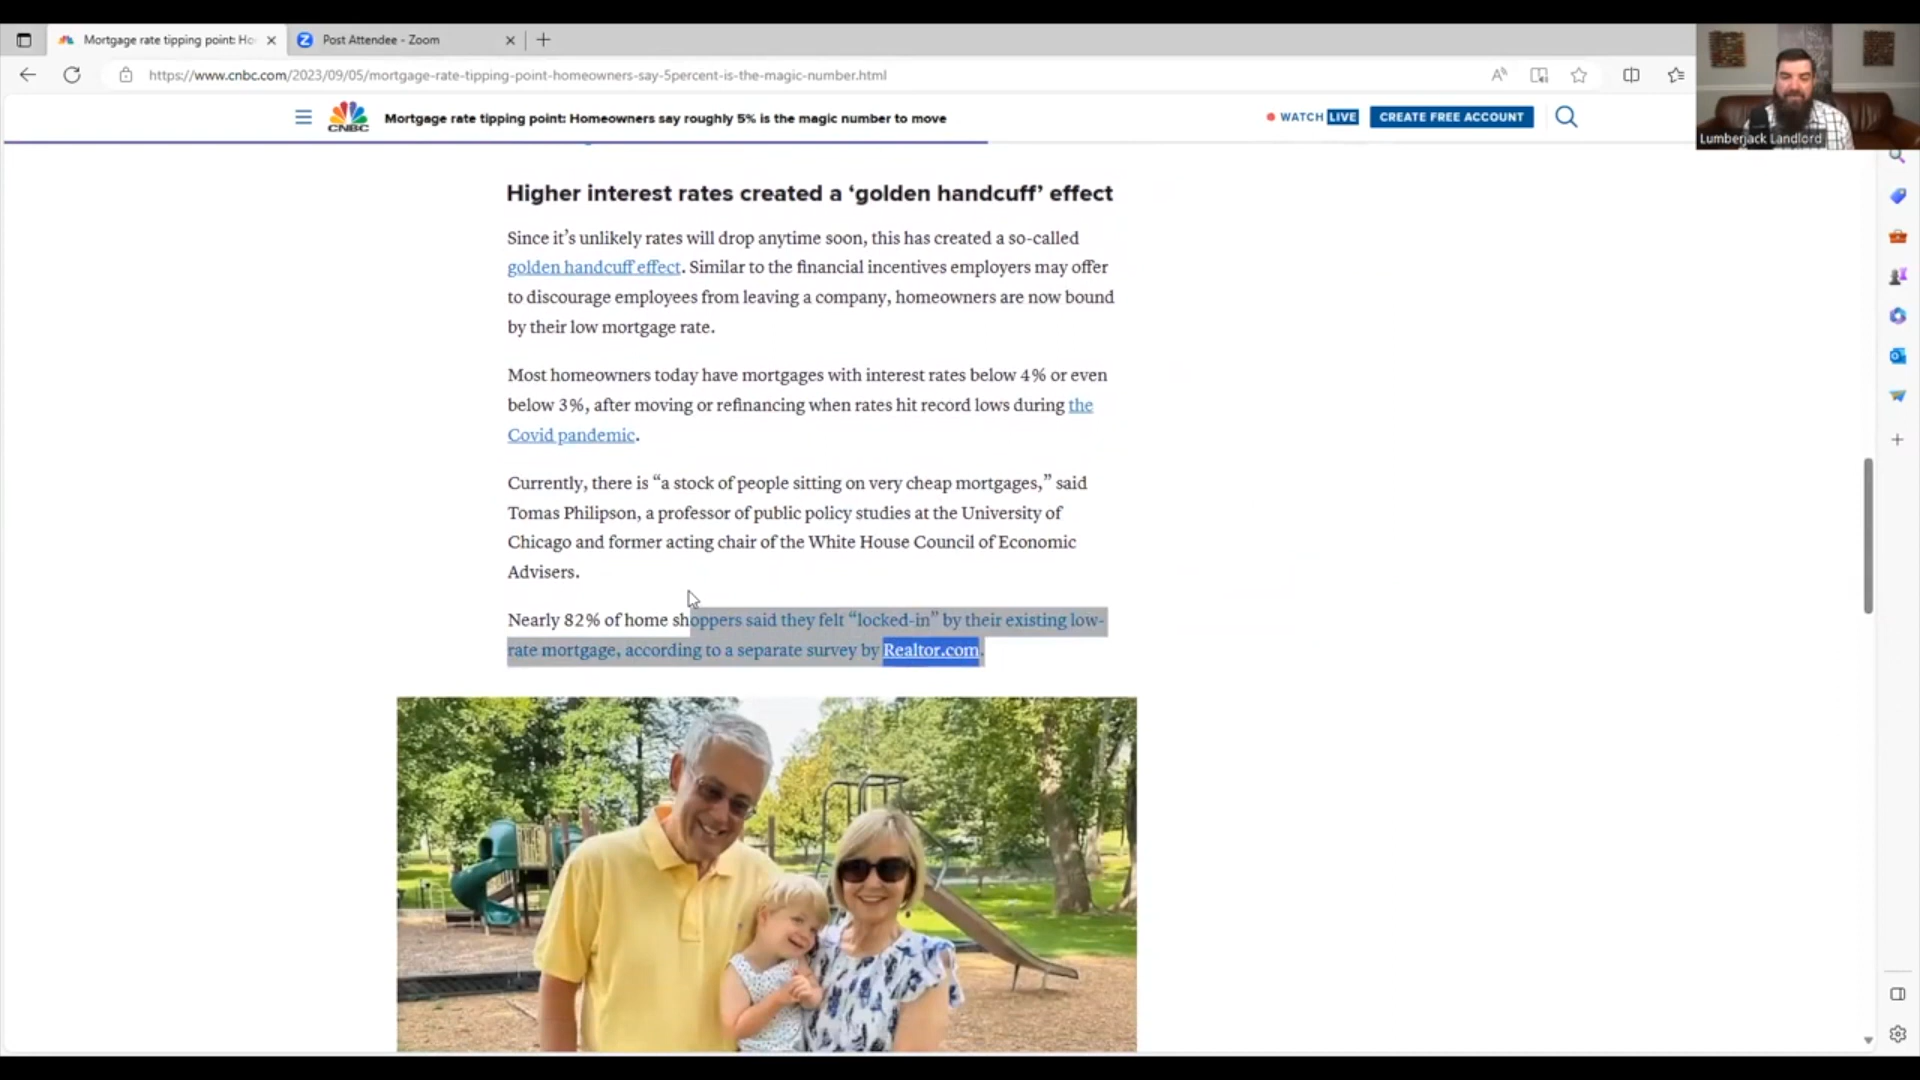 Mortgage rate tipping point: Ho
Post Attendee - Zoom
https://www.cnbc.com/2023/09/05/mortgage-rate-tipping-point-homeowners-say-5percent-is-the-magic-number.html
CNBC
Mortgage rate tipping point: Homeowners say roughly 5% is the magic number to move
WATCH LIVE
CREATE FREE ACCOUNT
Lumberjack Landlord
Higher interest rates created a ‘golden handcuff’ effect
Since it’s unlikely rates will drop anytime soon, this has created a so-called
golden handcuff effect. Similar to the financial incentives employers may offer
to discourage employees from leaving a company, homeowners are now bound
by their low mortgage rate.
Most homeowners today have mortgages with interest rates below 4% or even
below 3%, after moving or refinancing when rates hit record lows during the
Covid pandemic.
Currently, there is “a stock of people sitting on very cheap mortgages,” said
Tomas Philipson, a professor of public policy studies at the University of
Chicago and former acting chair of the White House Council of Economic
Advisers.
Nearly 82% of home shoppers said they felt “locked-in” by their existing low-
rate mortgage, according to a separate survey by Realtor.com.